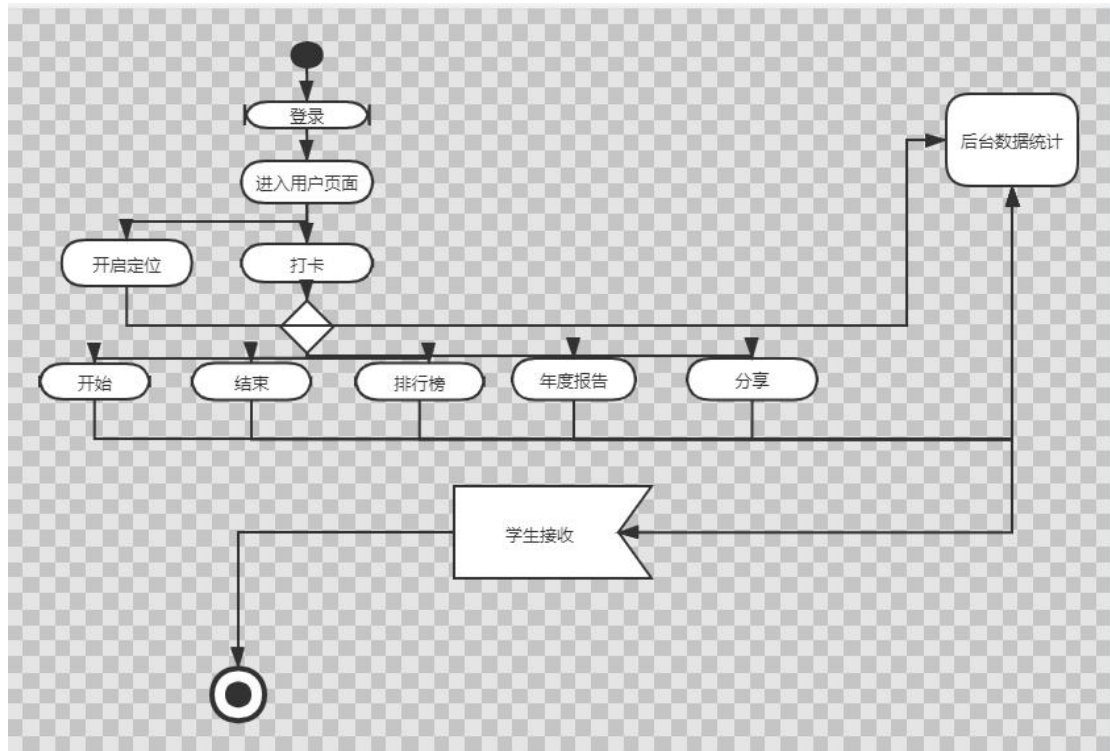 登录
后台数据统计
进入用户页面
开启定位
打卡
开始
结束
排行榜
年度报告
分享
学生接收